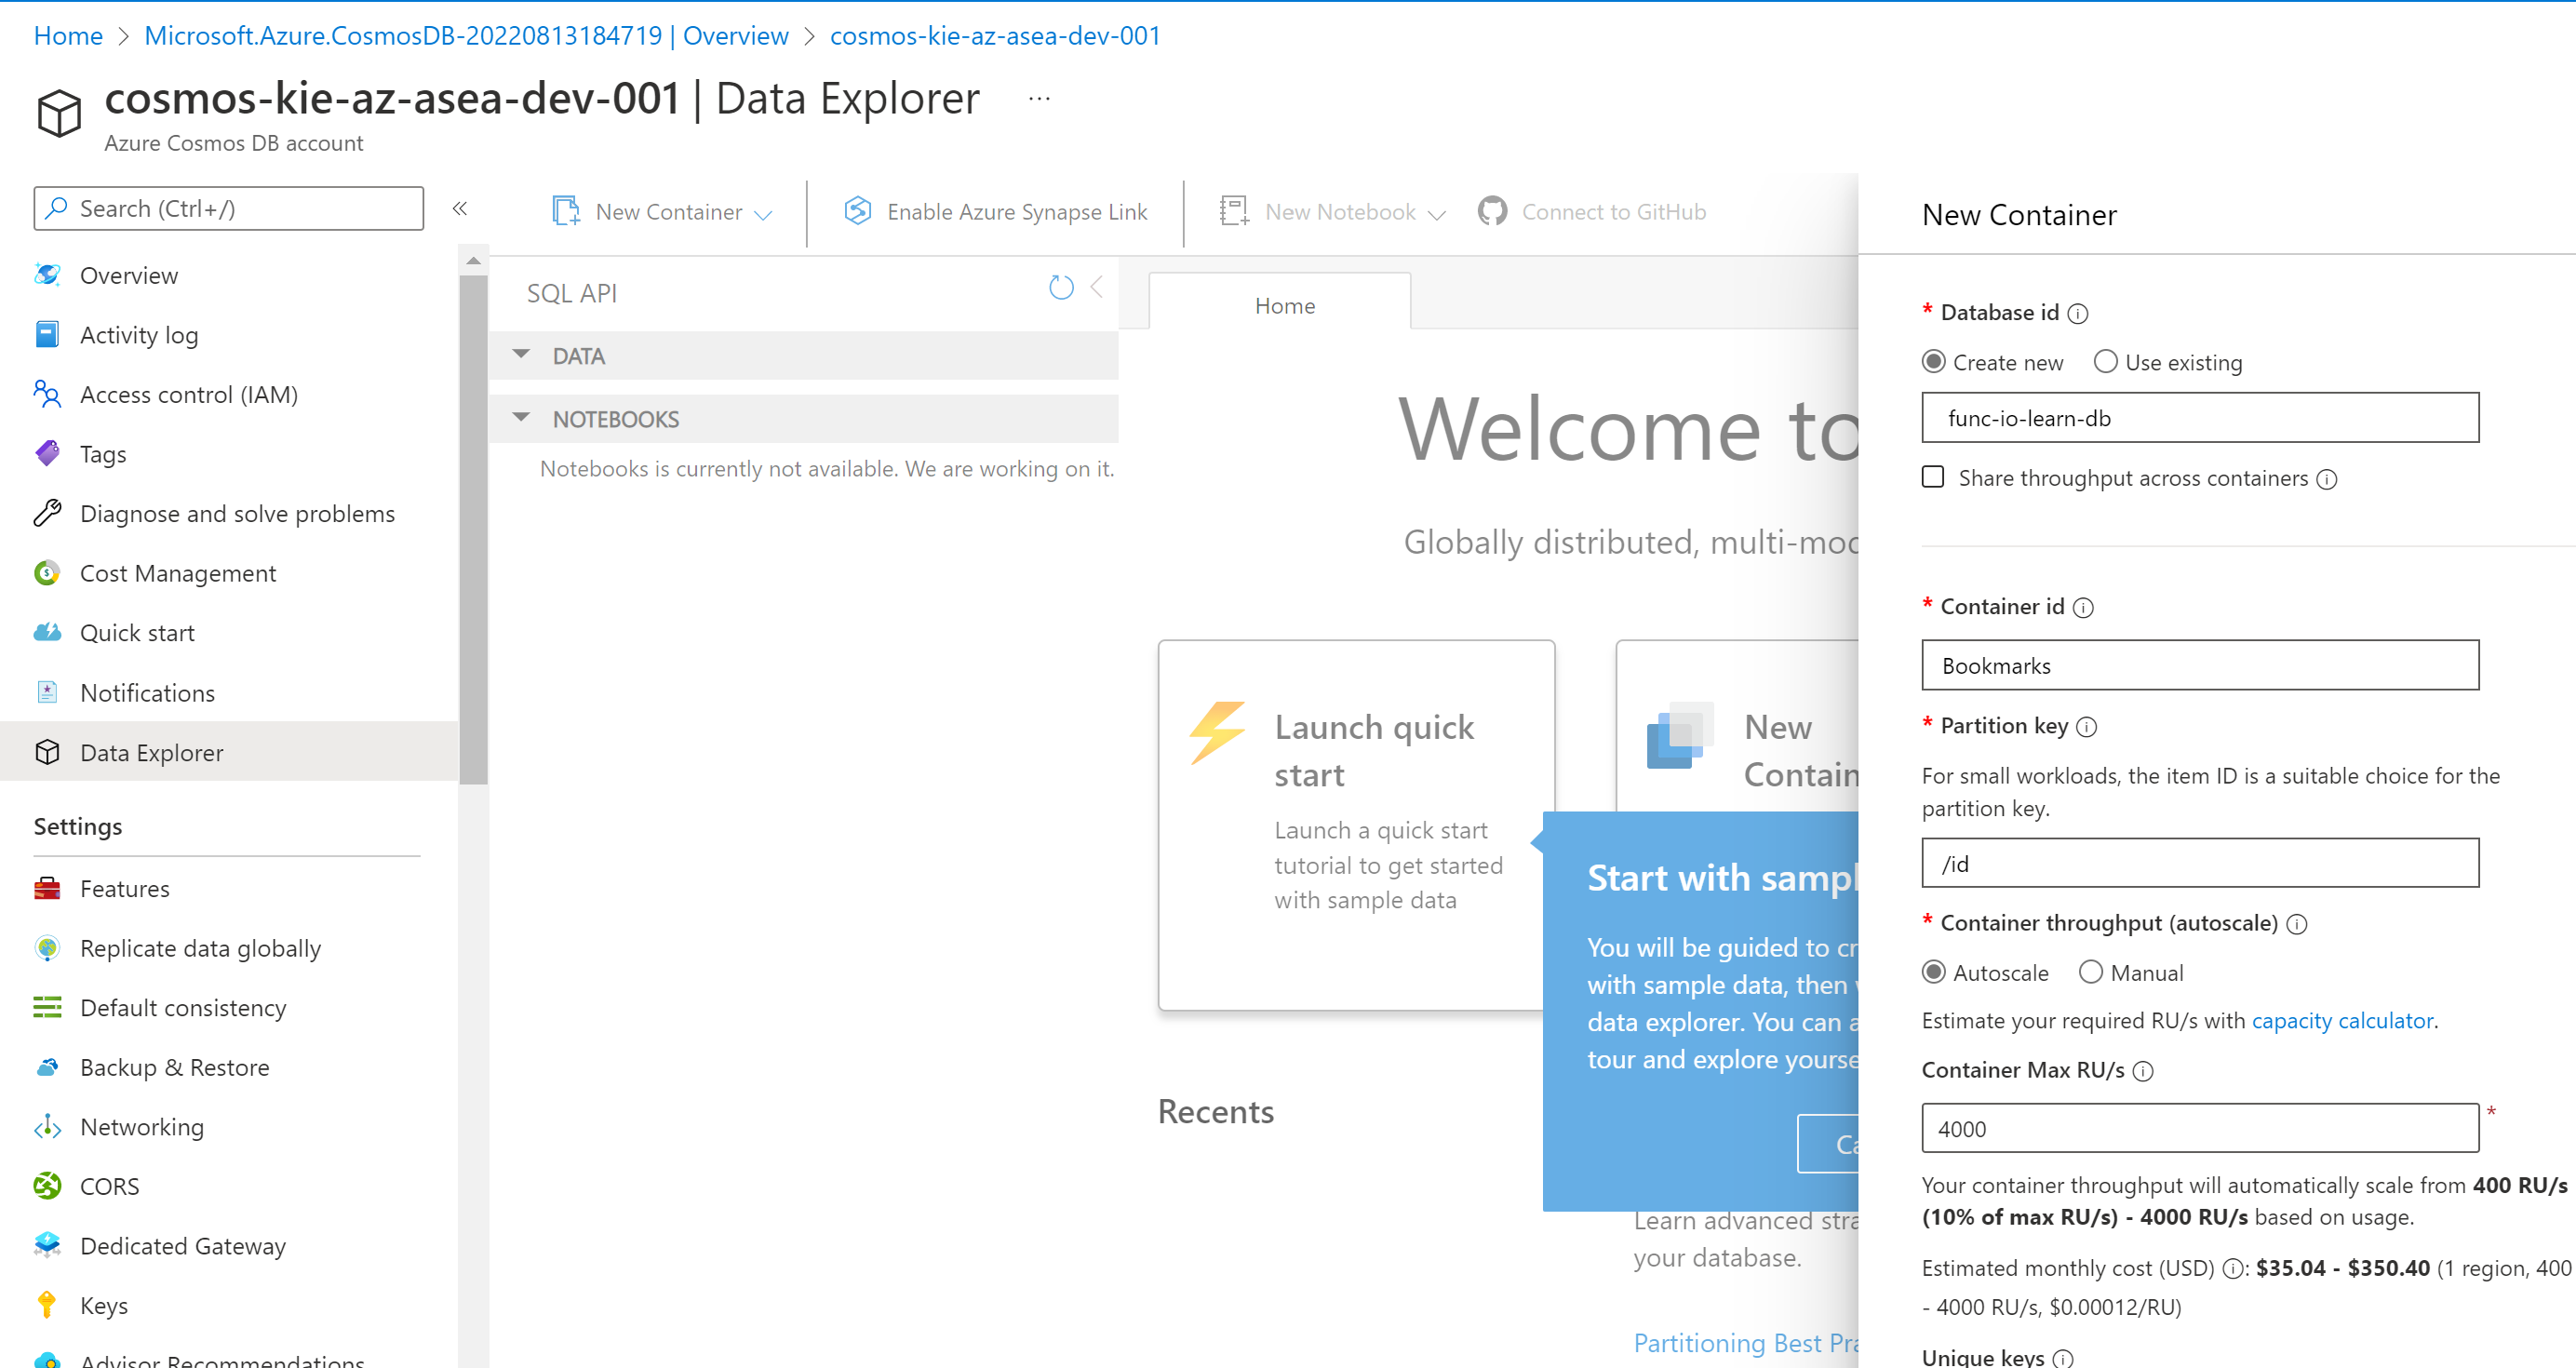 Home > Microsoft.Azure.CosmosDB-20220813184719 | Overview > cosmos-kie-az-asea-dev-001
cosmos-kie-az-asea-dev-001 | Data Explorer ...
Azure Cosmos DB account
Search (Ctrl+/)
Overview
Activity log
Access control (IAM)
Tags
Diagnose and solve problems
Cost Management
Quick start
Notifications
Data Explorer
Settings
Features
Replicate data globally
Default consistency
Backup & Restore
Networking
CORS
Dedicated Gateway
Keys
Advisor Recommendations
New Container
Enable Azure Synapse Link
New Notebook
Connect to GitHub
SQL API
DATA
NOTEBOOKS
Notebooks is currently not available. We are working on it.
Home
Welcome to
Globally distributed, multi-mod
Launch quick
start
Launch a quick start
tutorial to get started
with sample data
New
Contain
Start with sampl
You will be guided to cr
with sample data, then
data explorer. You can a
tour and explore yourse
Ca
Recents
Learn advanced stra
your database.
Partitioning Best Pra
New Container
* Database id
Create new
Use existing
func-io-learn-db
Share throughput across containers
* Container id
Bookmarks
* Partition key
For small workloads, the item ID is a suitable choice for the
partition key.
/id
* Container throughput (autoscale)
Autoscale
Manual
Estimate your required RU/s with capacity calculator.
Container Max RU/s
4000 *
Your container throughput will automatically scale from 400 RU/s
(10% of max RU/s) - 4000 RU/s based on usage.
Estimated monthly cost (USD) : $35.04 - $350.40 (1 region, 400
- 4000 RU/s, $0.00012/RU)
Unique keys